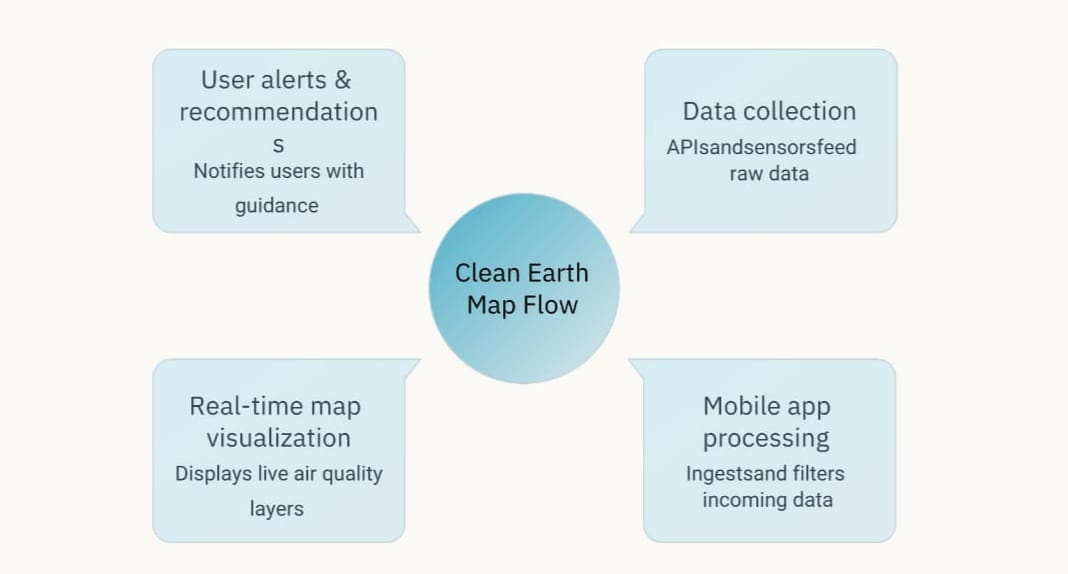 User alerts &
recommendation
s
Notifies users with
guidance
Data collection
APIsandsensorsfeed
raw data
Clean Earth
Map Flow
Real-time map
visualization
Displays live air quality
layers
Mobile app
processing
Ingestsand filters
incoming data